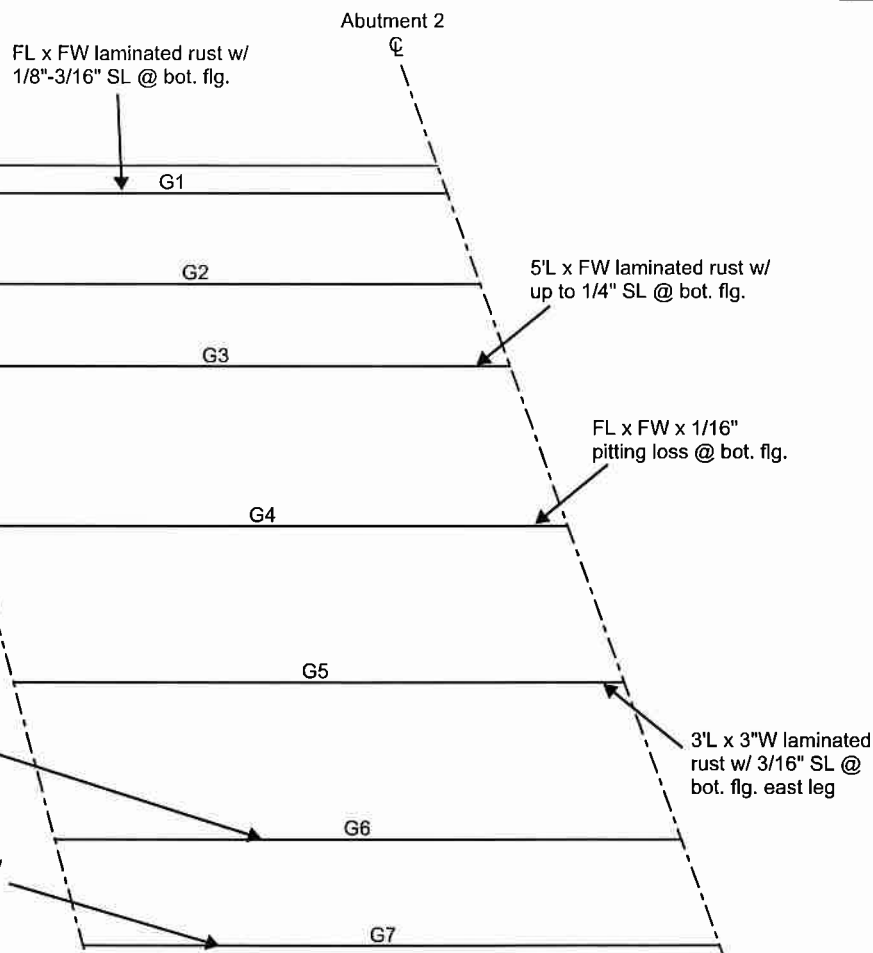 Abutment 2
℄
FL x FW laminated rust w/
1/8"-3/16" SL @ bot. flg.
G1
G2
5'L x FW laminated rust w/
up to 1/4" SL @ bot. flg.
G3
FL x FW x 1/16"
pitting loss @ bot. flg.
G4
G5
3'L x 3"W laminated
rust w/ 3/16" SL @
bot. flg. east leg
G6
G7